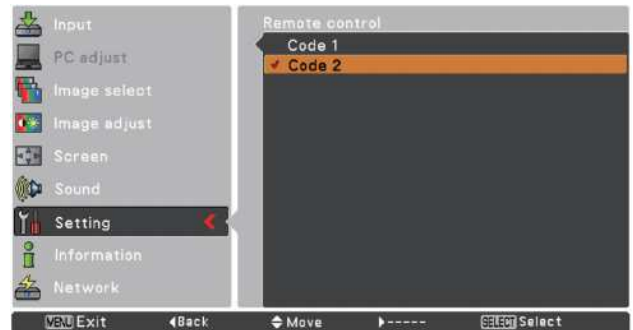 Input
PC adjust
Image select
Image adjust
Screen
Sound
Setting
Information
Network
Remote control
Code 1
Code 2
MENU Exit ◀Back Move ▶----- SELECT Select